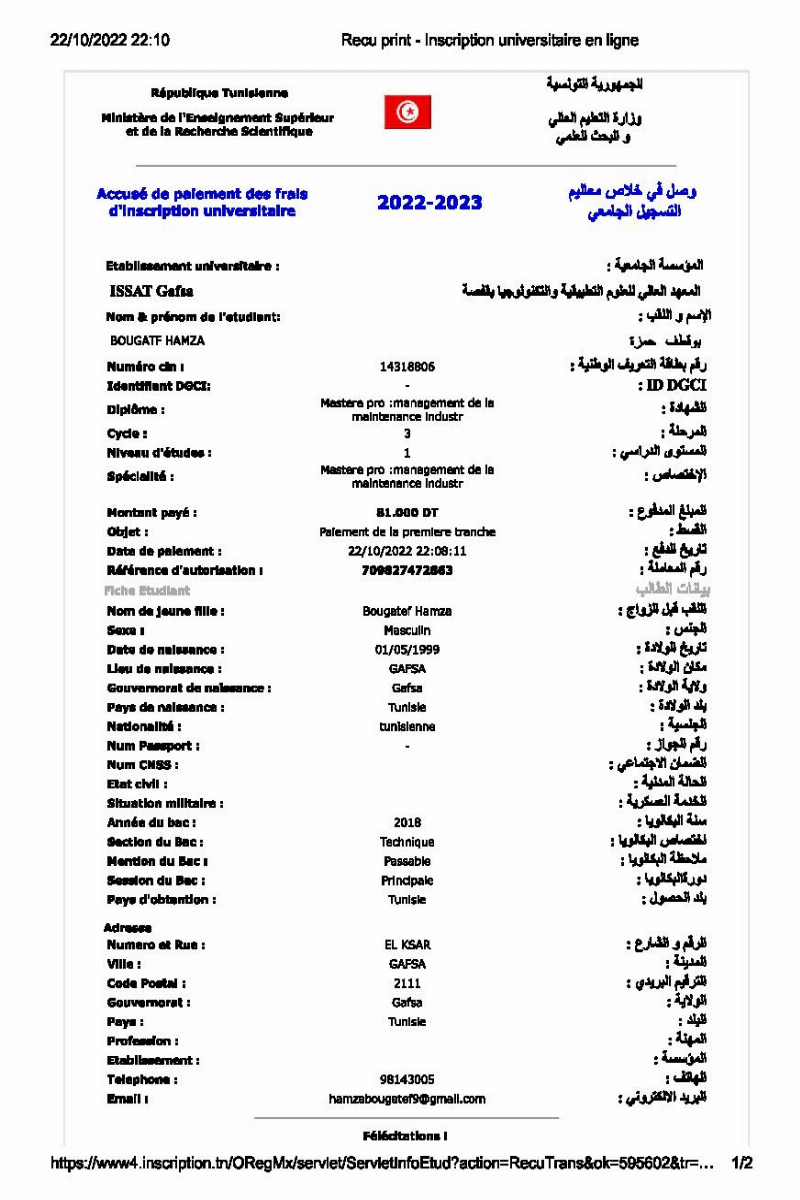 22/10/2022 22:10 Recu print - Inscription universitaire en ligne
République Tunisienne الجمهورية التونسية
Ministère de l'Enseignement Supérieur وزارة التعليم العالي
et de la Recherche Scientifique و البحث العلمي
Accusé de paiement des frais 2022-2023 وصل في خلاص معاليم
d'inscription universitaire التسجيل الجامعي
Etablissement universitaire : المؤسسة الجامعية :
ISSAT Gafsa المعهد العالي للعلوم التطبيقية والتكنولوجيا بقفصة
Nom & prénom de l'etudiant: الإسم و اللقب :
BOUGATF HAMZA بوقطف حمزة
Numéro cin : 14318806 رقم بطاقة التعريف الوطنية :
Identifiant DGCI: - ID DGCI :
Diplôme : Mastere pro :management de la maintenance industr الشهادة :
Cycle : 3 المرحلة :
Niveau d'études : 1 المستوى الدراسي :
Spécialité : Mastere pro :management de la maintenance industr الإختصاص :
Montant payé : 81.000 DT المبلغ المدفوع :
Objet : Paiement de la premiere tranche القسط :
Date de paiement : 22/10/2022 22:08:11 تاريخ الدفع :
Référence d'autorisation : 709827472863 رقم المعاملة :
Fiche Etudiant بيانات الطالب
Nom de jeune fille : Bougatef Hamza اللقب قبل الزواج :
Sexe : Masculin الجنس :
Date de naissance : 01/05/1999 تاريخ الولادة :
Lieu de naissance : GAFSA مكان الولادة :
Gouvernorat de naissance : Gafsa ولاية الولادة :
Pays de naissance : Tunisie بلد الولادة :
Nationalité : tunisienne الجنسية :
Num Passport : - رقم الجواز :
Num CNSS : الضمان الاجتماعي :
Etat civil : الحالة المدنية :
Situation militaire : الخدمة العسكرية :
Année du bac : 2018 سنة البكالوريا :
Section du Bac : Technique إختصاص البكالوريا :
Mention du Bac : Passable ملاحظة البكالوريا :
Session du Bac : Principale دورة البكالوريا :
Pays d'obtention : Tunisie بلد الحصول :
Adresse
Numero et Rue : EL KSAR الرقم و الشارع :
Ville : GAFSA المدينة :
Code Postal : 2111 الترقيم البريدي :
Gouvernorat : Gafsa الولاية :
Pays : Tunisie البلد :
Profession : المهنة :
Etablissement : المؤسسة :
Telephone : 98143005 الهاتف :
Email : hamzabougatef9@gmail.com البريد الالكتروني :
Félécitations !
https://www4.inscription.tn/ORegMx/servlet/ServletInfoEtud?action=RecuTrans&ok=595602&tr=... 1/2